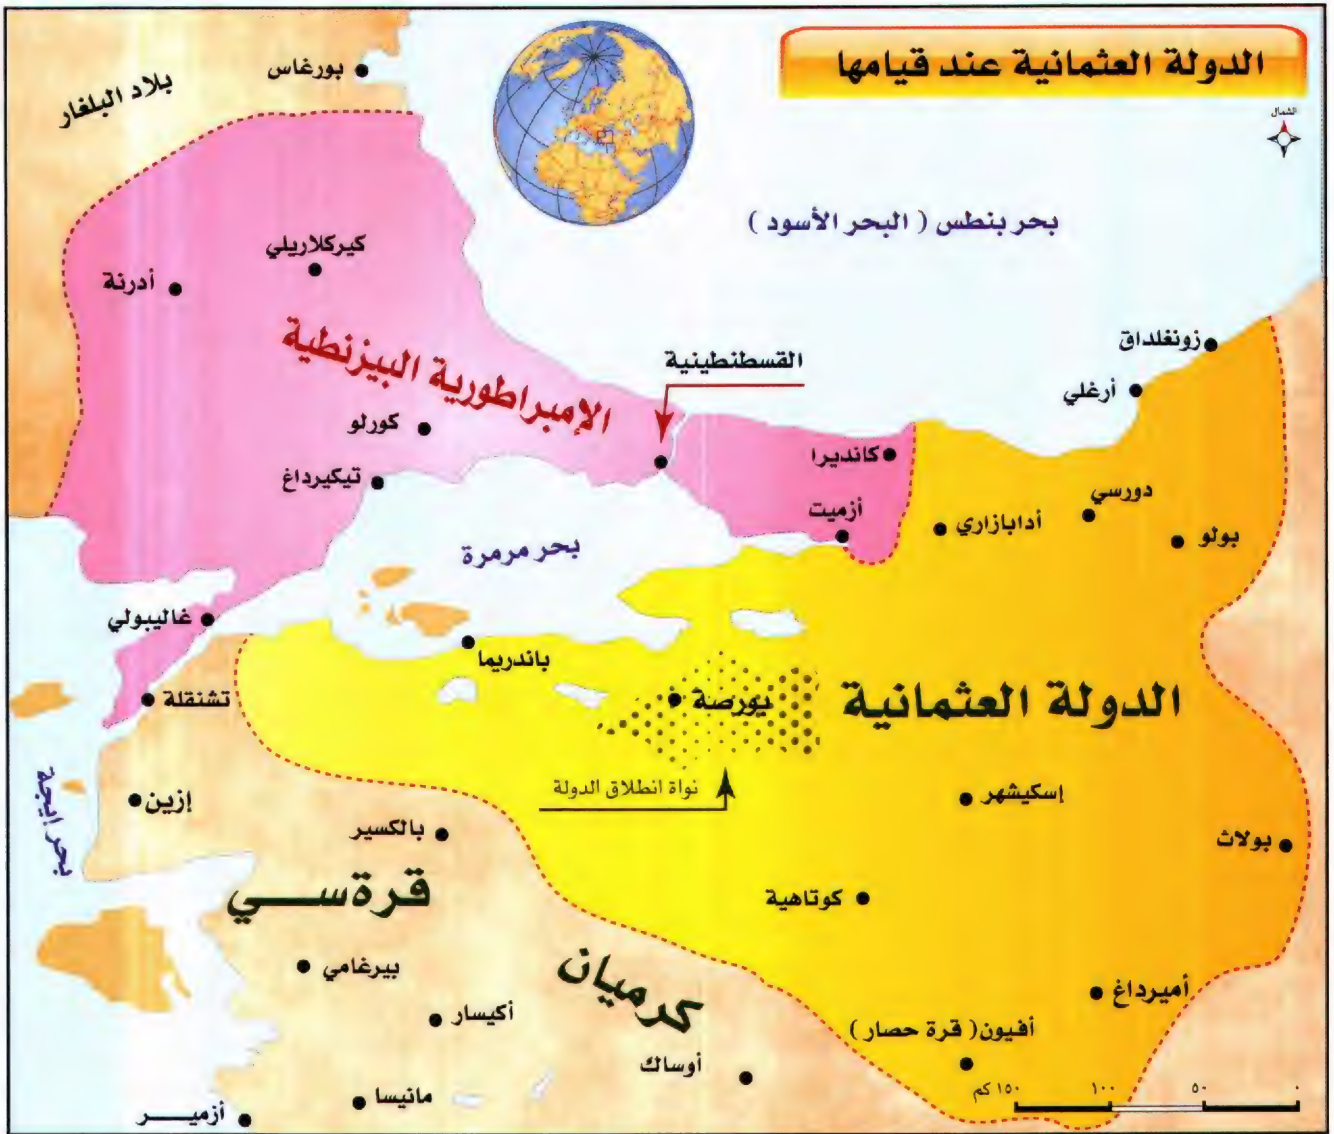 الدولة العثمانية عند قيامها
الشمال
بورغاس
بلاد البلغار
بحر بنطس ( البحر الأسود )
كيركلاريلي
أدرنة
الإمبراطورية البيزنطية
القسطنطينية
زونغلداق
أرغلي
كورلو
كانديرا
تيكيرداغ
دورسي
أزميت
أدابازاري
بولو
بحر مرمرة
غاليبولي
باندريما
تشنقلة
بورصة
الدولة العثمانية
نواة انطلاق الدولة
إسكيشهر
بحر إيجة
إزين
بالكسير
بولاث
قرةسي
كوتاهية
بيرغامي
كرميان
أميرداغ
أكيسار
أفيون( قرة حصار )
أوساك
مانيسا
أزميـر
١٥٠ كم ١٠٠ ٥٠ ٠